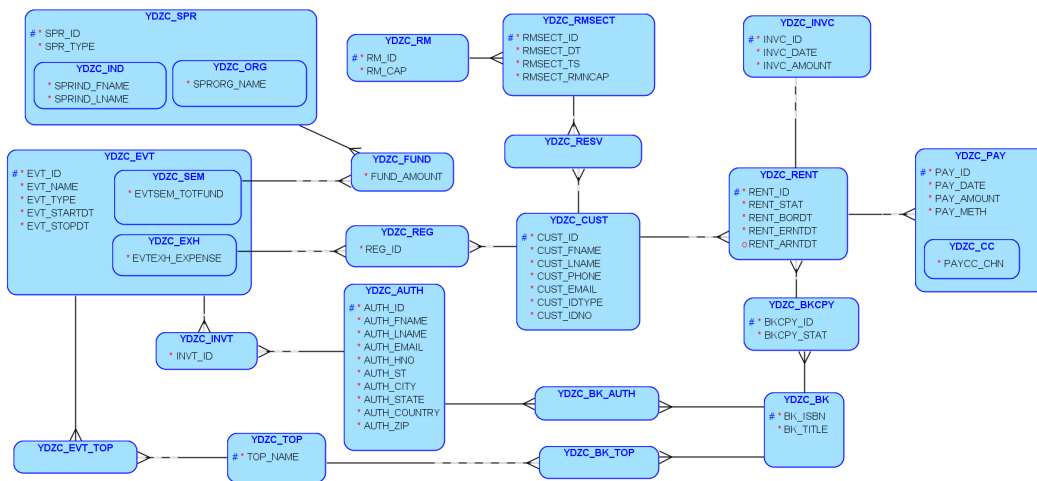 YDZC_SPR
# * SPR_ID
* SPR_TYPE
YDZC_IND
* SPRIND_FNAME
* SPRIND_LNAME
YDZC_ORG
* SPRORG_NAME
YDZC_RM
# * RM_ID
* RM_CAP
YDZC_RMSECT
# * RMSECT_ID
* RMSECT_DT
* RMSECT_TS
* RMSECT_RMNCAP
YDZC_INVC
# * INVC_ID
* INVC_DATE
* INVC_AMOUNT
YDZC_EVT
# * EVT_ID
* EVT_NAME
* EVT_TYPE
* EVT_STARTDT
* EVT_STOPDT
YDZC_SEM
* EVTSEM_TOTFUND
YDZC_EXH
* EVTEXH_EXPENSE
YDZC_FUND
* FUND_AMOUNT
YDZC_RESV
YDZC_RENT
# * RENT_ID
* RENT_STAT
* RENT_BORDT
* RENT_ERNTDT
o RENT_ARNTDT
YDZC_PAY
# * PAY_ID
* PAY_DATE
* PAY_AMOUNT
* PAY_METH
YDZC_CC
* PAYCC_CHN
YDZC_REG
* REG_ID
YDZC_CUST
# * CUST_ID
* CUST_FNAME
* CUST_LNAME
* CUST_PHONE
* CUST_EMAIL
* CUST_IDTYPE
* CUST_IDNO
YDZC_INVT
* INVT_ID
YDZC_AUTH
# * AUTH_ID
* AUTH_FNAME
* AUTH_LNAME
* AUTH_EMAIL
* AUTH_HNO
* AUTH_ST
* AUTH_CITY
* AUTH_STATE
* AUTH_COUNTRY
* AUTH_ZIP
YDZC_BKCPY
# * BKCPY_ID
* BKCPY_STAT
YDZC_BK_AUTH
YDZC_BK
# * BK_ISBN
* BK_TITLE
YDZC_EVT_TOP
YDZC_TOP
# * TOP_NAME
YDZC_BK_TOP